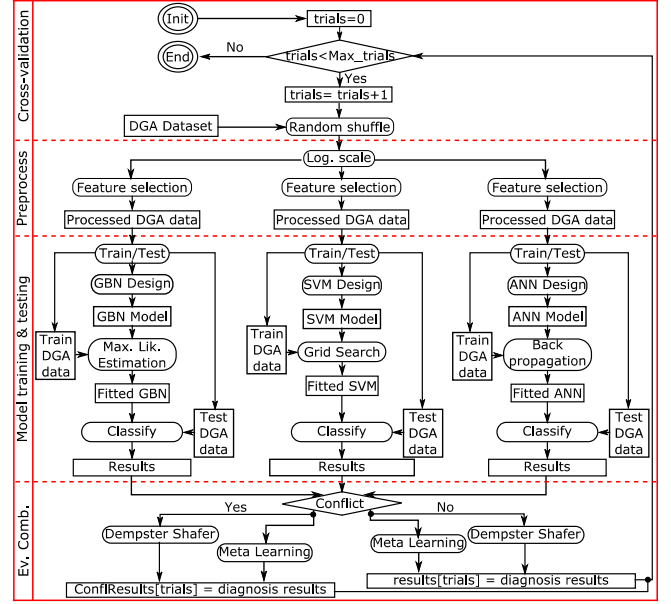 Cross-validation
Init
trials=0
End
No
trials<Max_trials
Yes
trials= trials+1
DGA Dataset
Random shuffle
Preprocess
Log. scale
Feature selection
Feature selection
Feature selection
Processed DGA data
Processed DGA data
Processed DGA data
Model training & testing
Train/Test
GBN Design
GBN Model
Train
DGA
data
Max. Lik.
Estimation
Fitted GBN
Classify
Test
DGA
data
Results
Train/Test
SVM Design
SVM Model
Train
DGA
data
Grid Search
Fitted SVM
Classify
Test
DGA
data
Results
Train/Test
ANN Design
ANN Model
Train
DGA
data
Back
propagation
Fitted ANN
Classify
Test
DGA
data
Results
Ev. Comb.
Conflict
Yes
No
Dempster Shafer
Meta Learning
Meta Learning
Dempster Shafer
ConflResults[trials] = diagnosis results
results[trials] = diagnosis results